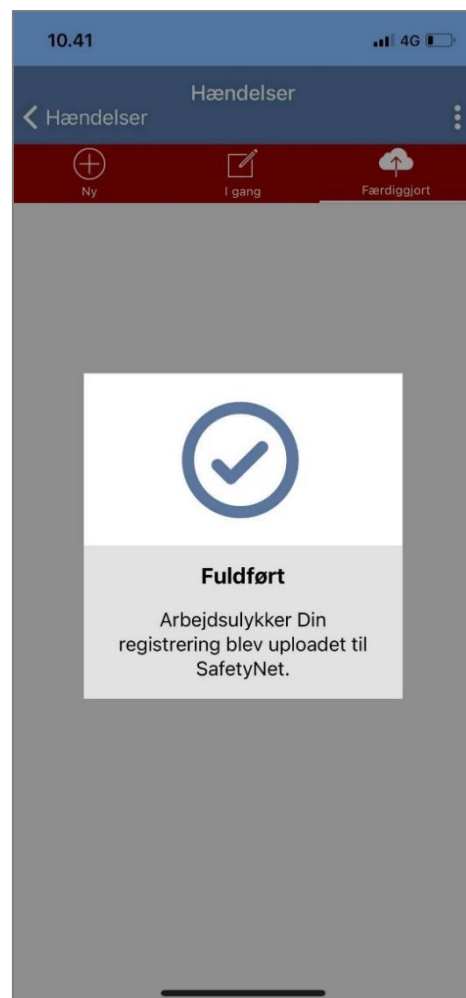 10.41
4G
Hændelser
Hændelser
Ny
I gang
Færdiggjort
Fuldført
Arbejdsulykker Din
registrering blev uploadet til
SafetyNet.